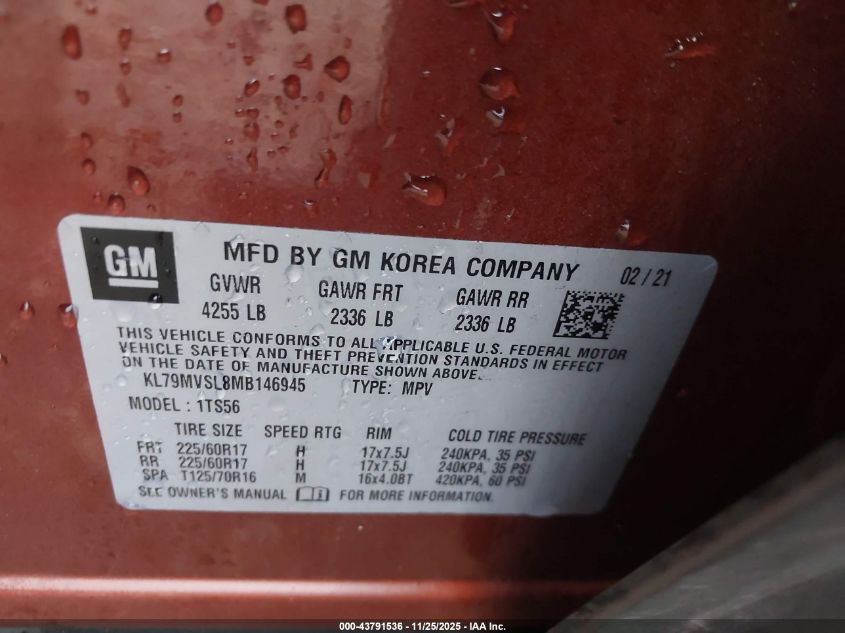 GM
MFD BY GM KOREA COMPANY 02 / 21
GVWR GAWR FRT GAWR RR
4255 LB 2336 LB 2336 LB
THIS VEHICLE CONFORMS TO ALL APPLICABLE U.S. FEDERAL MOTOR
VEHICLE SAFETY AND THEFT PREVENTION STANDARDS IN EFFECT
ON THE DATE OF MANUFACTURE SHOWN ABOVE.
KL79MVSL8MB146945 TYPE: MPV
MODEL : 1TS56
TIRE SIZE SPEED RTG RIM COLD TIRE PRESSURE
FRT 225/60R17 H 17x7.5J 240KPA, 35 PSI
RR 225/60R17 H 17x7.5J 240KPA, 35 PSI
SPA T125/70R16 M 16x4.0BT 420KPA, 60 PSI
SEE OWNER'S MANUAL FOR MORE INFORMATION.
000-43791536 - 11/25/2025 - IAA Inc.